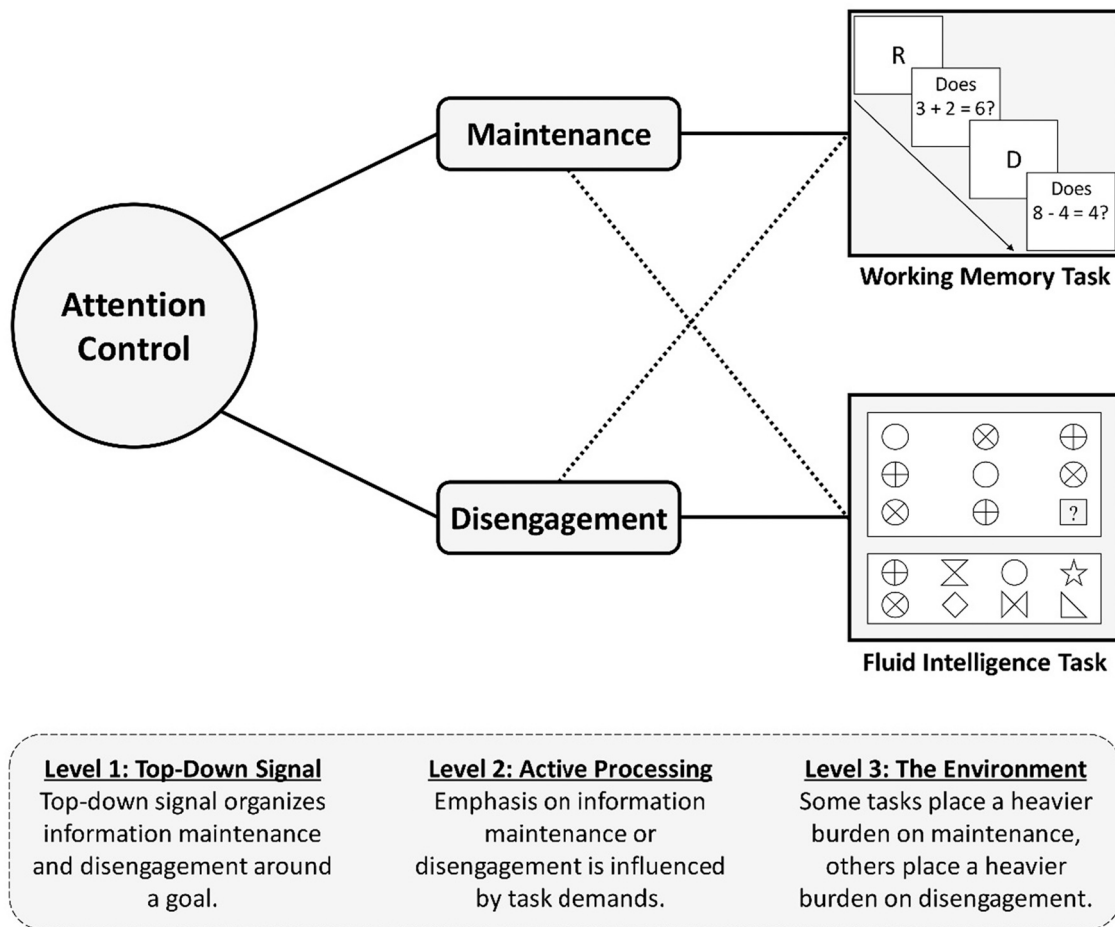 Attention
Control
Maintenance
Disengagement
R
Does
3 + 2 = 6?
D
Does
8 - 4 = 4?
Working Memory Task
?
Fluid Intelligence Task
Level 1: Top-Down Signal
Top-down signal organizes
information maintenance
and disengagement around
a goal.
Level 2: Active Processing
Emphasis on information
maintenance or
disengagement is influenced
by task demands.
Level 3: The Environment
Some tasks place a heavier
burden on maintenance,
others place a heavier
burden on disengagement.